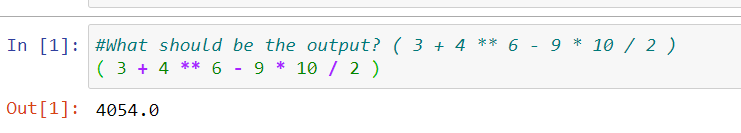 In [1]: #What should be the output? ( 3 + 4 ** 6 - 9 * 10 / 2 )
( 3 + 4 ** 6 - 9 * 10 / 2 )
Out[1]: 4054.0